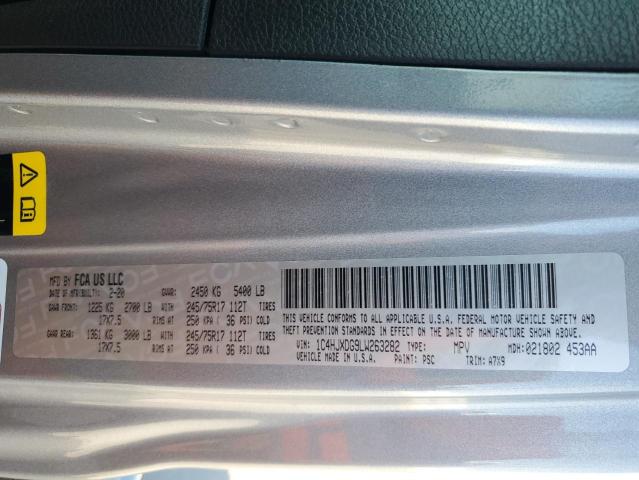 MFD BY FCA US LLC
DATE OF MFR(BUILT): 2-20 GVWR: 2450 KG 5400 LB
GAWR FRONT: 1225 KG 2700 LB WITH 245/75R17 112T TIRES
17X7.5 RIMS AT 250 KPA ( 36 PSI) COLD
GAWR REAR: 1361 KG 3000 LB WITH 245/75R17 112T TIRES
17X7.5 RIMS AT 250 KPA ( 36 PSI) COLD
THIS VEHICLE CONFORMS TO ALL APPLICABLE U.S.A. FEDERAL MOTOR VEHICLE SAFETY AND
THEFT PREVENTION STANDARDS IN EFFECT ON THE DATE OF MANUFACTURE SHOWN ABOVE.
VIN: 1C4HJXDG9LW263282 TYPE: MPV MDH: 021802 453AA
VEHICLE MADE IN U.S.A. PAINT: PSC TRIM: A7X9